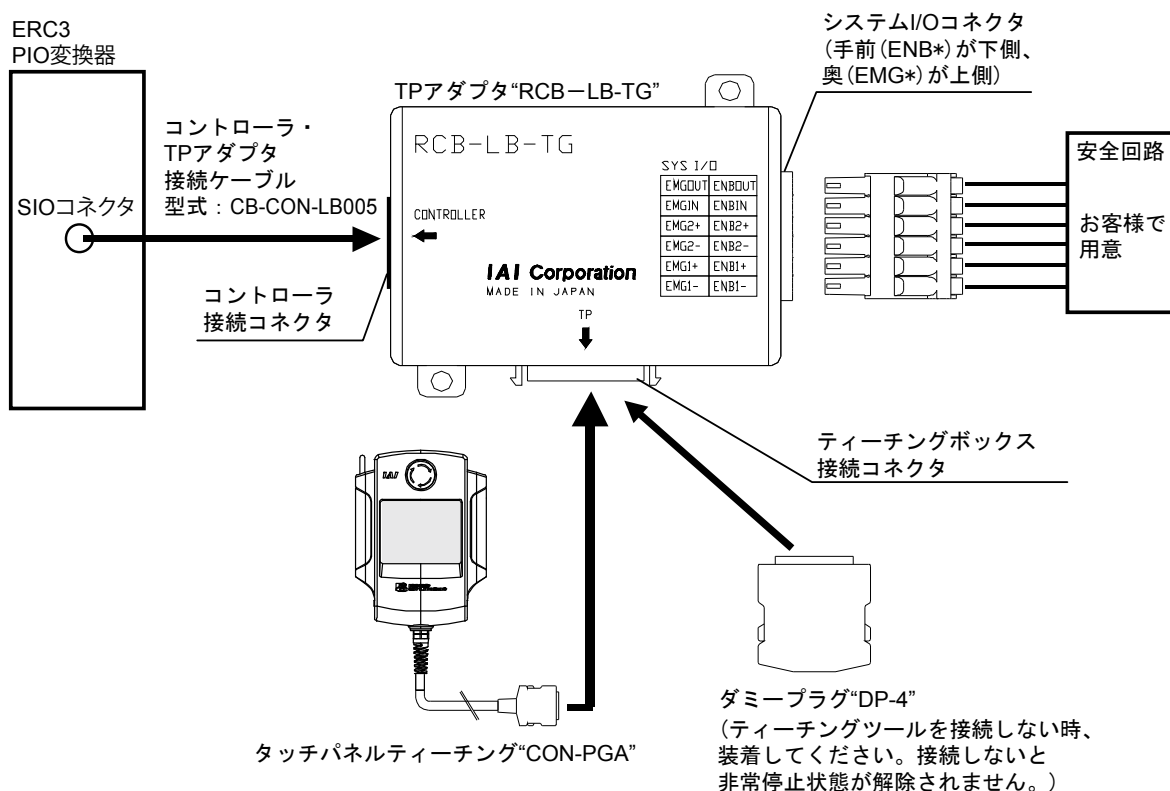 ERC3
PIO変換器
SIOコネクタ
コントローラ・
TPアダプタ
接続ケーブル
型式：CB-CON-LB005
コントローラ
接続コネクタ
TPアダプタ“RCB－LB-TG”
RCB-LB-TG
CONTROLLER
SYS I/O
EMGOUT ENBOUT
EMGIN ENBIN
EMG2+ ENB2+
EMG2- ENB2-
EMG1+ ENB1+
EMG1- ENB1-
IAI Corporation
MADE IN JAPAN
TP
システムI/Oコネクタ
(手前(ENB*)が下側、
奥(EMG*)が上側)
安全回路
お客様で
用意
ティーチングボックス
接続コネクタ
IAI
タッチパネルティーチング“CON-PGA”
ダミープラグ“DP-4”
(ティーチングツールを接続しない時、
装着してください。接続しないと
非常停止状態が解除されません。)